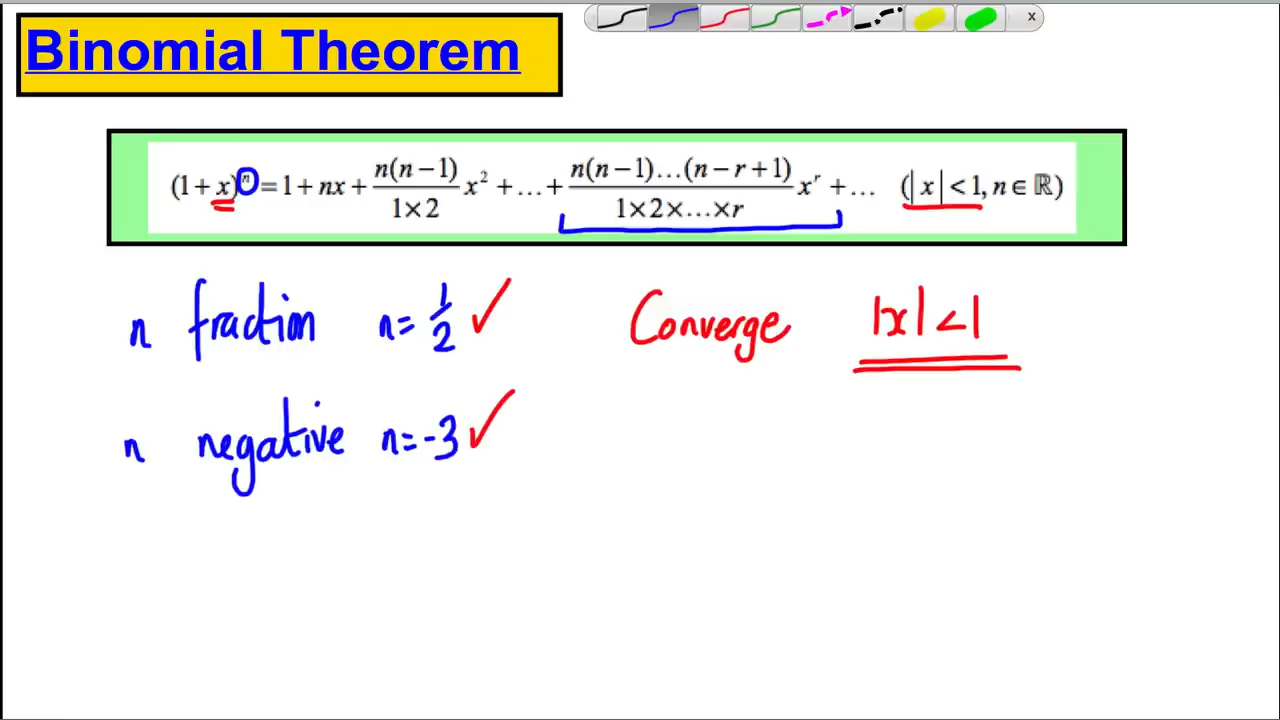 Binomial Theorem
x
(1 + x)ⁿ = 1 + nx + n(n−1)/1×2 x² + … + n(n−1)…(n−r+1)/1×2×…×r xʳ + … (|x| < 1, n ∈ ℝ)
n fraction n = 1/2 ✓ Converge |x| < 1
n negative n = -3 ✓